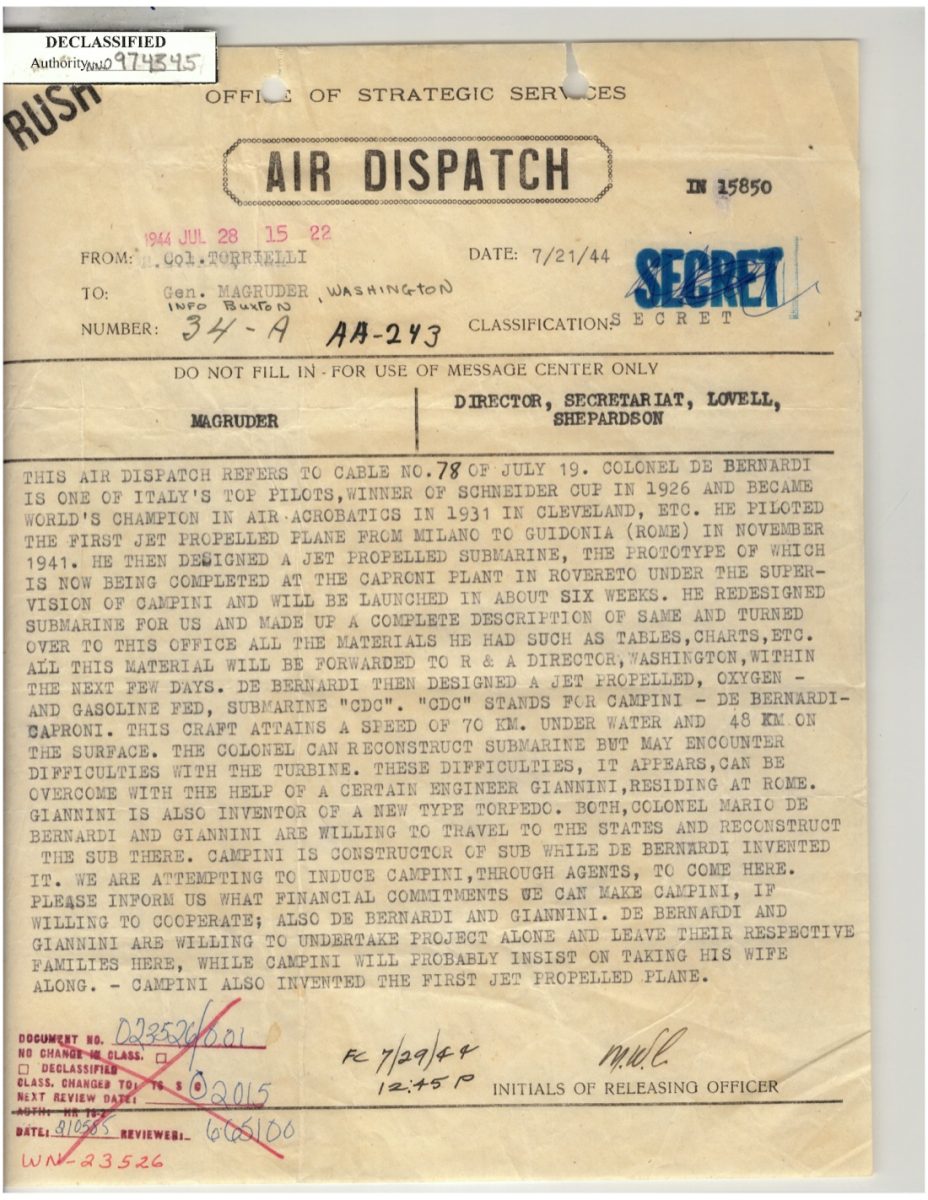 DECLASSIFIED
Authority NND 974345
RUSH
OFFICE OF STRATEGIC SERVICES
AIR DISPATCH
IN 15850
1944 JUL 28 15 22
FROM: Col. TORRIELLI
DATE: 7/21/44
SECRET
TO: Gen. MAGRUDER, WASHINGTON
INFO BUXTON
NUMBER: 34-A AA-243
CLASSIFICATION: S E C R E T
DO NOT FILL IN - FOR USE OF MESSAGE CENTER ONLY
MAGRUDER
DIRECTOR, SECRETARIAT, LOVELL,
SHEPARDSON
THIS AIR DISPATCH REFERS TO CABLE NO. 78 OF JULY 19. COLONEL DE BERNARDI
IS ONE OF ITALY'S TOP PILOTS, WINNER OF SCHNEIDER CUP IN 1926 AND BECAME
WORLD'S CHAMPION IN AIR ACROBATICS IN 1931 IN CLEVELAND, ETC. HE PILOTED
THE FIRST JET PROPELLED PLANE FROM MILANO TO GUIDONIA (ROME) IN NOVEMBER
1941. HE THEN DESIGNED A JET PROPELLED SUBMARINE, THE PROTOTYPE OF WHICH
IS NOW BEING COMPLETED AT THE CAPRONI PLANT IN ROVERETO UNDER THE SUPER-
VISION OF CAMPINI AND WILL BE LAUNCHED IN ABOUT SIX WEEKS. HE REDESIGNED
SUBMARINE FOR US AND MADE UP A COMPLETE DESCRIPTION OF SAME AND TURNED
OVER TO THIS OFFICE ALL THE MATERIALS HE HAD SUCH AS TABLES, CHARTS, ETC.
ALL THIS MATERIAL WILL BE FORWARDED TO R & A DIRECTOR, WASHINGTON, WITHIN
THE NEXT FEW DAYS. DE BERNARDI THEN DESIGNED A JET PROPELLED, OXYGEN -
AND GASOLINE FED, SUBMARINE "CDC". "CDC" STANDS FOR CAMPINI - DE BERNARDI-
CAPRONI. THIS CRAFT ATTAINS A SPEED OF 70 KM. UNDER WATER AND 48 KM ON
THE SURFACE. THE COLONEL CAN RECONSTRUCT SUBMARINE BUT MAY ENCOUNTER
DIFFICULTIES WITH THE TURBINE. THESE DIFFICULTIES, IT APPEARS, CAN BE
OVERCOME WITH THE HELP OF A CERTAIN ENGINEER GIANNINI, RESIDING AT ROME.
GIANNINI IS ALSO INVENTOR OF A NEW TYPE TORPEDO. BOTH, COLONEL MARIO DE
BERNARDI AND GIANNINI ARE WILLING TO TRAVEL TO THE STATES AND RECONSTRUCT
THE SUB THERE. CAMPINI IS CONSTRUCTOR OF SUB WHILE DE BERNARDI INVENTED
IT. WE ARE ATTEMPTING TO INDUCE CAMPINI, THROUGH AGENTS, TO COME HERE.
PLEASE INFORM US WHAT FINANCIAL COMMITMENTS WE CAN MAKE CAMPINI, IF
WILLING TO COOPERATE; ALSO DE BERNARDI AND GIANNINI. DE BERNARDI AND
GIANNINI ARE WILLING TO UNDERTAKE PROJECT ALONE AND LEAVE THEIR RESPECTIVE
FAMILIES HERE, WHILE CAMPINI WILL PROBABLY INSIST ON TAKING HIS WIFE
ALONG. - CAMPINI ALSO INVENTED THE FIRST JET PROPELLED PLANE.
DOCUMENT NO. 023526/001
NO CHANGE IN CLASS. □
□ DECLASSIFIED
CLASS. CHANGED TO: TS S C
NEXT REVIEW DATE: 2015
AUTH: HR 70-2
DATE: 810585 REVIEWER: 665100
WN-23526
FC 7/29/44
12:45 P
INITIALS OF RELEASING OFFICER